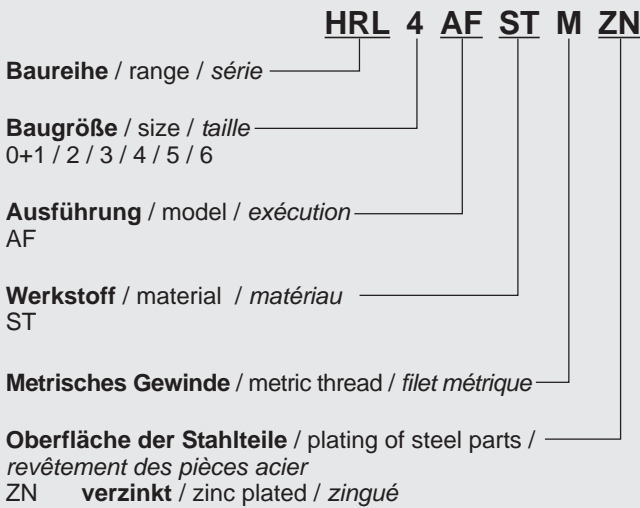 HRL 4 AF ST M ZN
Baureihe / range / série
Baugröße / size / taille
0+1 / 2 / 3 / 4 / 5 / 6
Ausführung / model / exécution
AF
Werkstoff / material / matériau
ST
Metrisches Gewinde / metric thread / filet métrique
Oberfläche der Stahlteile / plating of steel parts /
revêtement des pièces acier
ZN verzinkt / zinc plated / zingué